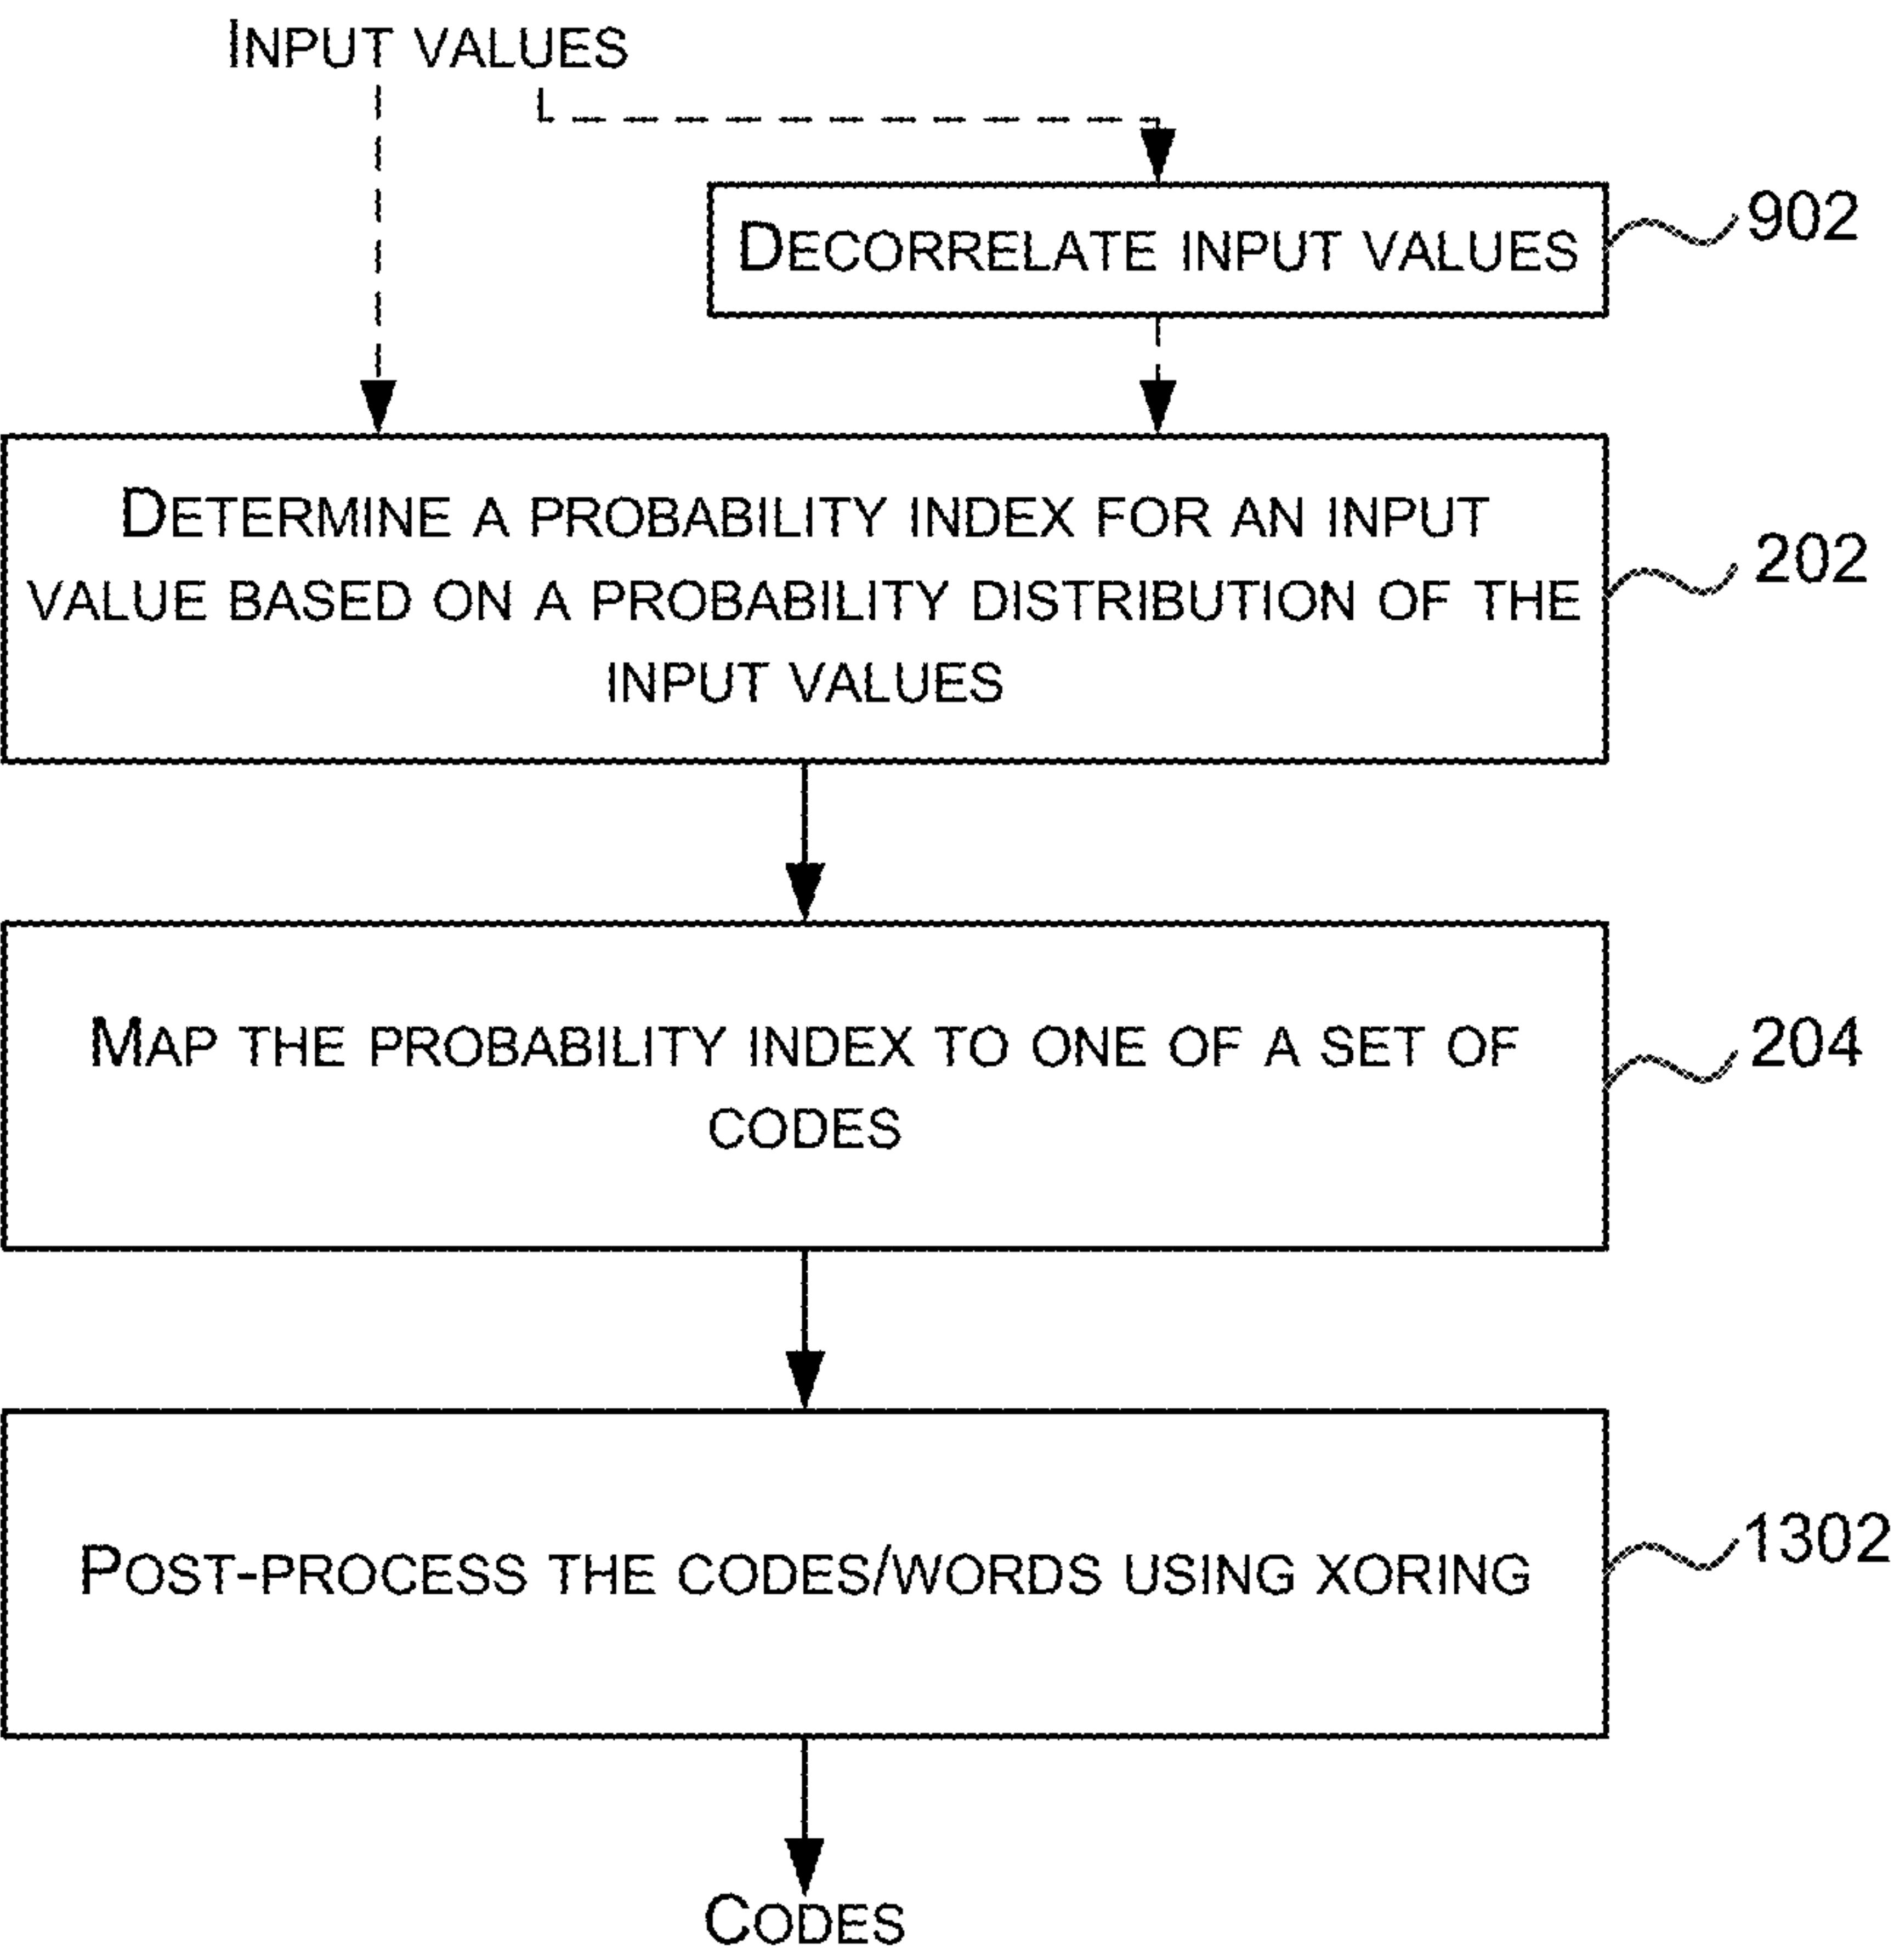 INPUT VALUES
DECORRELATE INPUT VALUES
902
DETERMINE A PROBABILITY INDEX FOR AN INPUT
VALUE BASED ON A PROBABILITY DISTRIBUTION OF THE
INPUT VALUES
202
MAP THE PROBABILITY INDEX TO ONE OF A SET OF
CODES
204
POST-PROCESS THE CODES/WORDS USING XORING
1302
CODES